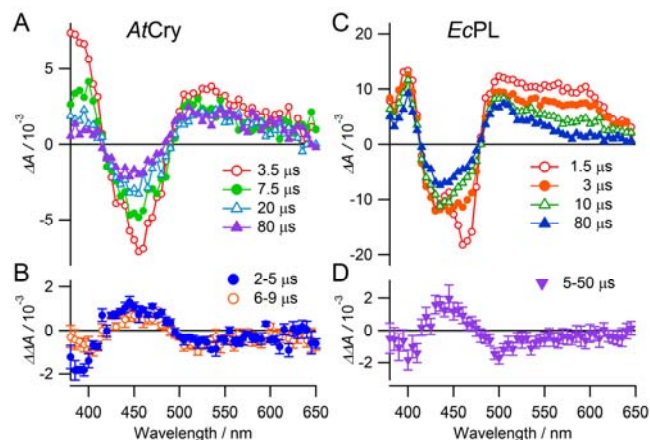 A
AtCry
ΔA / 10⁻³
5
0
-5
3.5 µs
7.5 µs
20 µs
80 µs
B
2-5 µs
6-9 µs
ΔΔA / 10⁻³
2
0
-2
400 450 500 550 600 650
Wavelength / nm
C
EcPL
ΔA / 10⁻³
20
10
0
-10
-20
1.5 µs
3 µs
10 µs
80 µs
D
5-50 µs
ΔΔA / 10⁻³
2
0
-2
400 450 500 550 600 650
Wavelength / nm